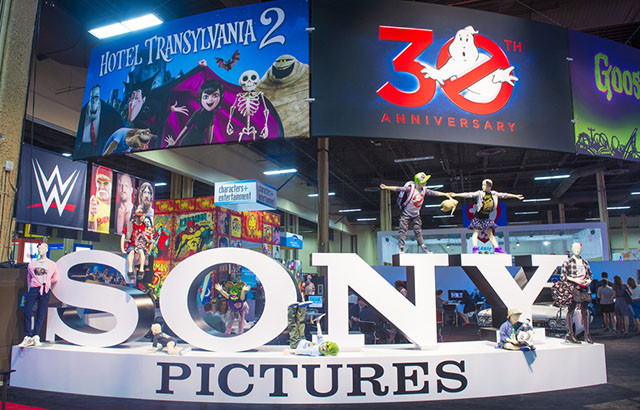 HOTEL TRANSYLVANIA 2
30TH
ANNIVERSARY
WWE
characters+
entertainment
SONY
PICTURES